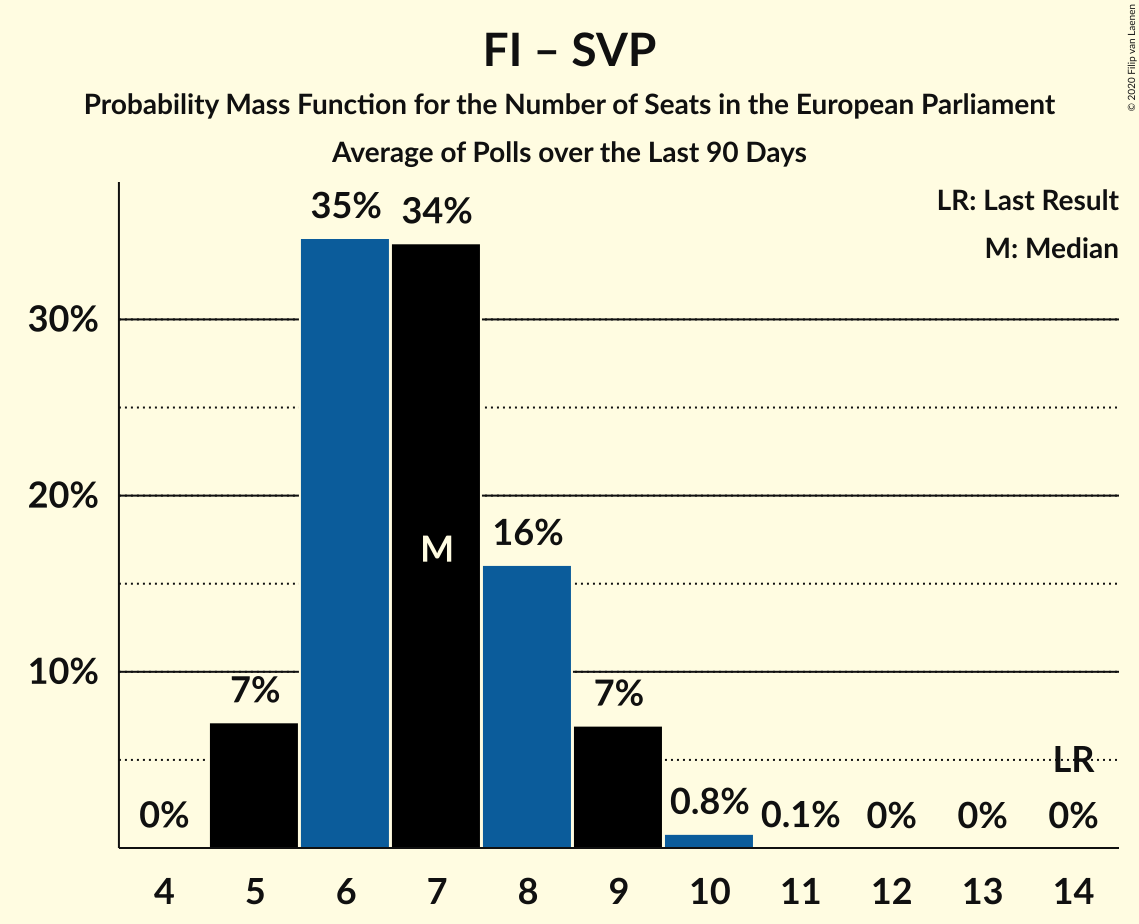 FI – SVP
Probability Mass Function for the Number of Seats in the European Parliament
Average of Polls over the Last 90 Days
© 2020 Filip van Laenen
LR: Last Result
M: Median
35%
34%
30%
20%
16%
M
10%
7%
7%
LR
0%
0.8%
0.1%
0%
0%
0%
4 5 6 7 8 9 10 11 12 13 14